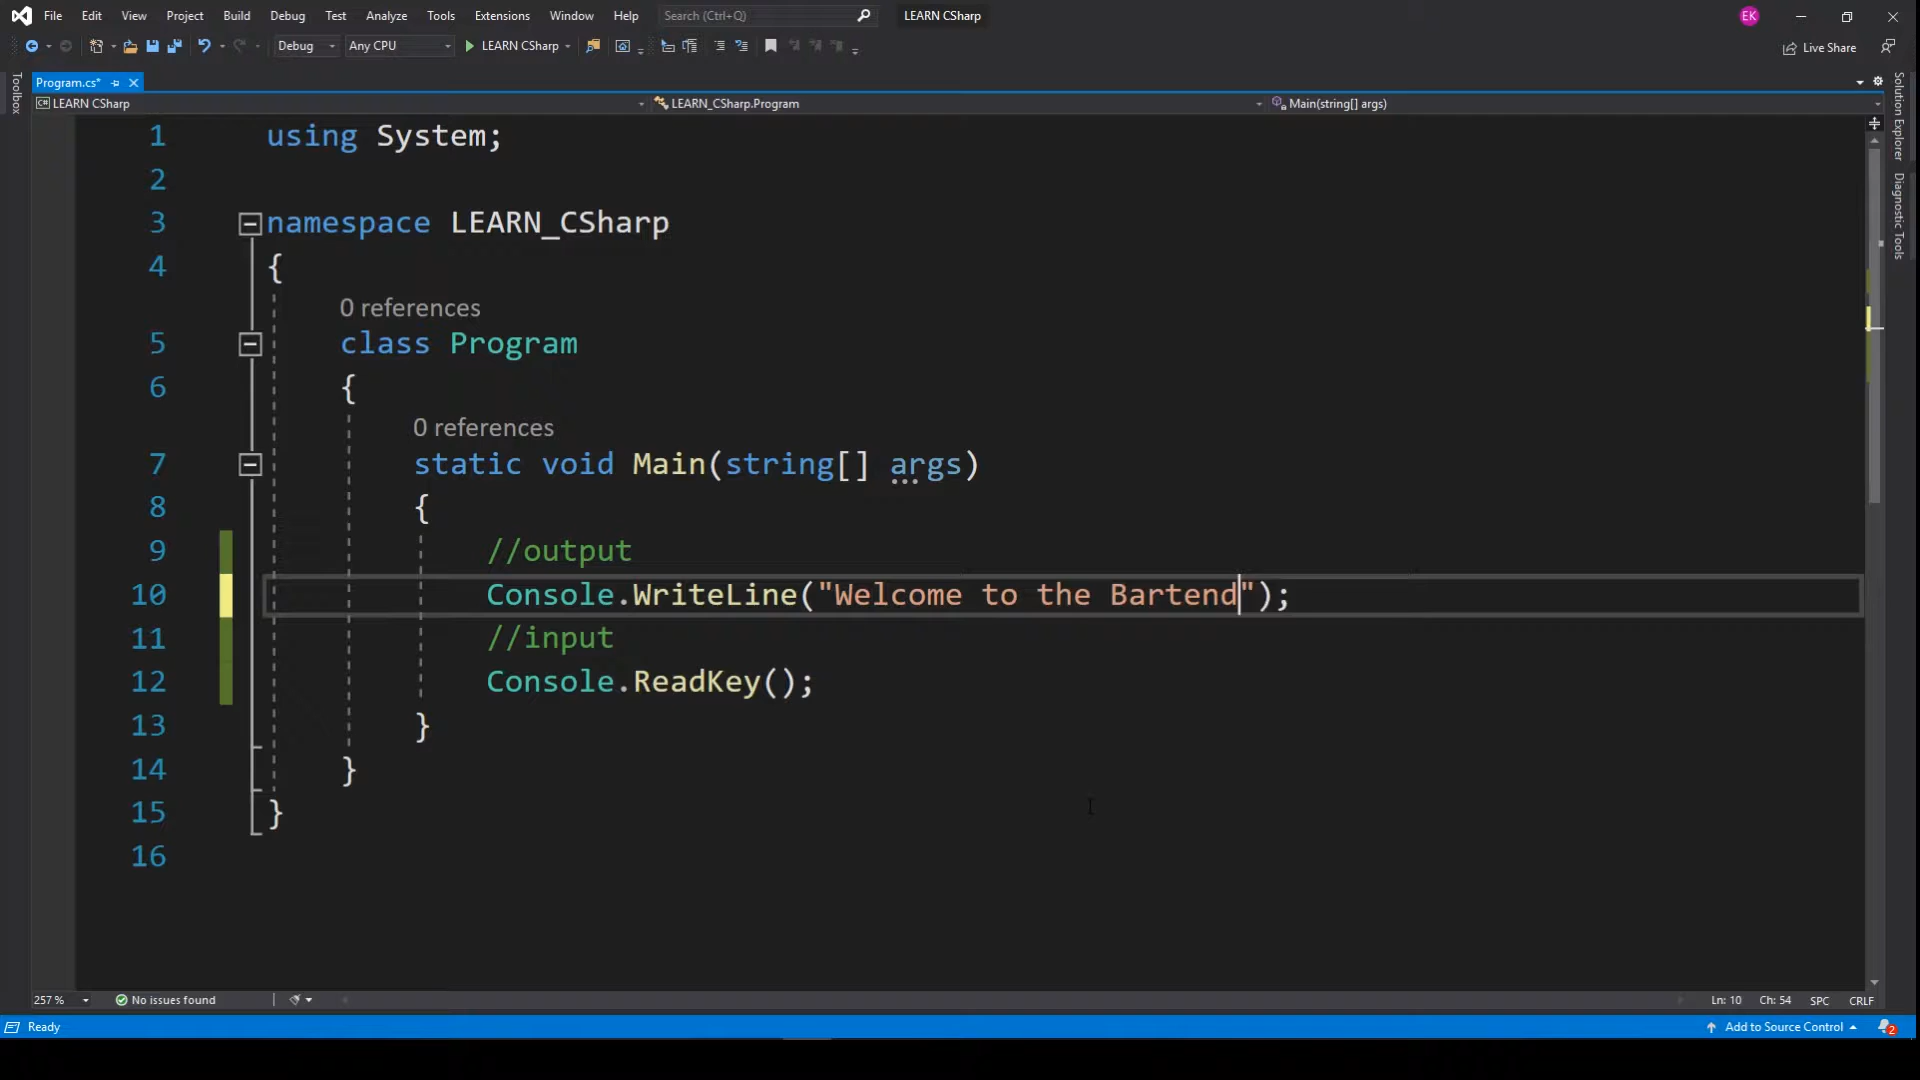 File Edit View Project Build Debug Test Analyze Tools Extensions Window Help Search (Ctrl+Q) LEARN CSharp EK
Debug Any CPU LEARN CSharp Live Share
Toolbox
Program.cs*
LEARN CSharp LEARN_CSharp.Program Main(string[] args)
Solution Explorer
Diagnostic Tools
1 using System;
2
3 namespace LEARN_CSharp
4 {
0 references
5 class Program
6 {
0 references
7 static void Main(string[] args)
8 {
9 //output
10 Console.WriteLine("Welcome to the Bartend");
11 //input
12 Console.ReadKey();
13 }
14 }
15 }
16
257 % No issues found Ln: 10 Ch: 54 SPC CRLF
Ready Add to Source Control 2